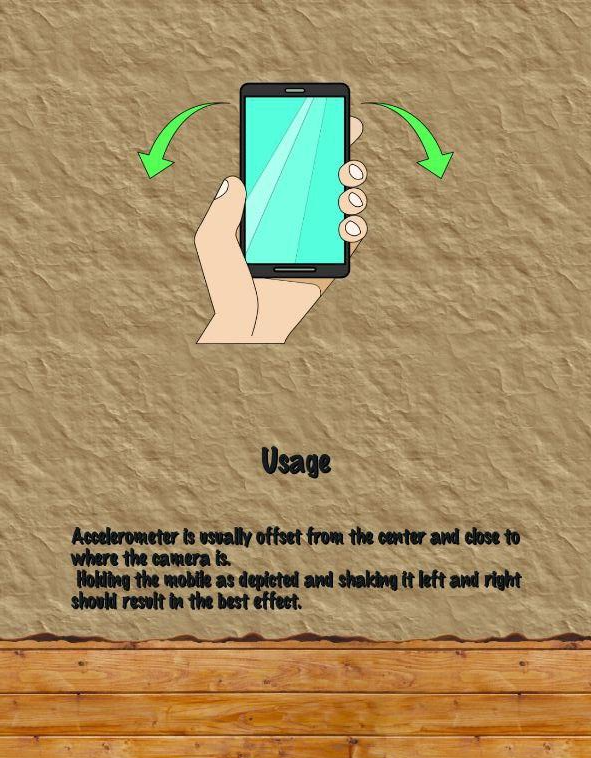 Usage
Accelerometer is usually offset from the center and close to
where the camera is.
Holding the mobile as depicted and shaking it left and right
should result in the best effect.